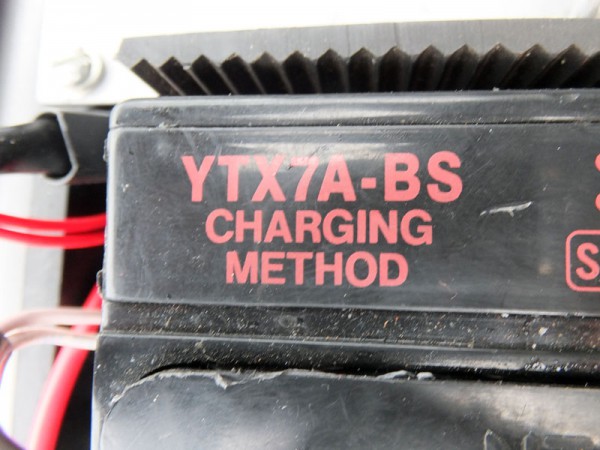 YTX7A-BS
CHARGING
METHOD
S